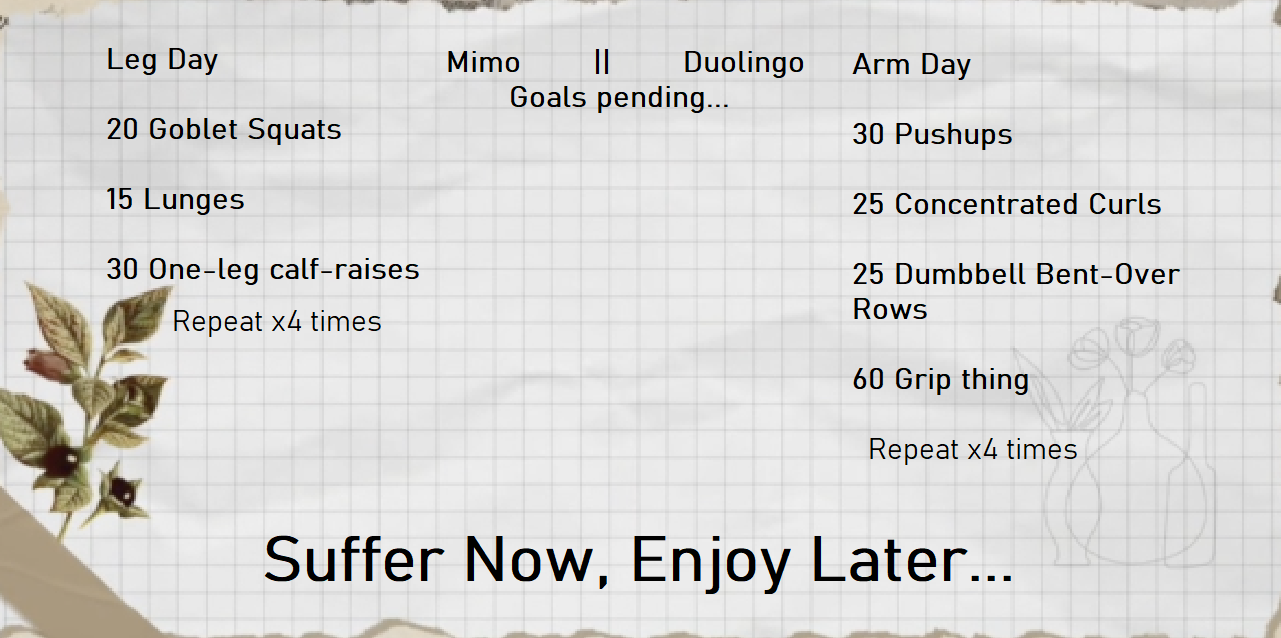 Leg Day
20 Goblet Squats
15 Lunges
30 One-leg calf-raises
Repeat x4 times
Mimo || Duolingo
Goals pending...
Arm Day
30 Pushups
25 Concentrated Curls
25 Dumbbell Bent-Over
Rows
60 Grip thing
Repeat x4 times
Suffer Now, Enjoy Later...